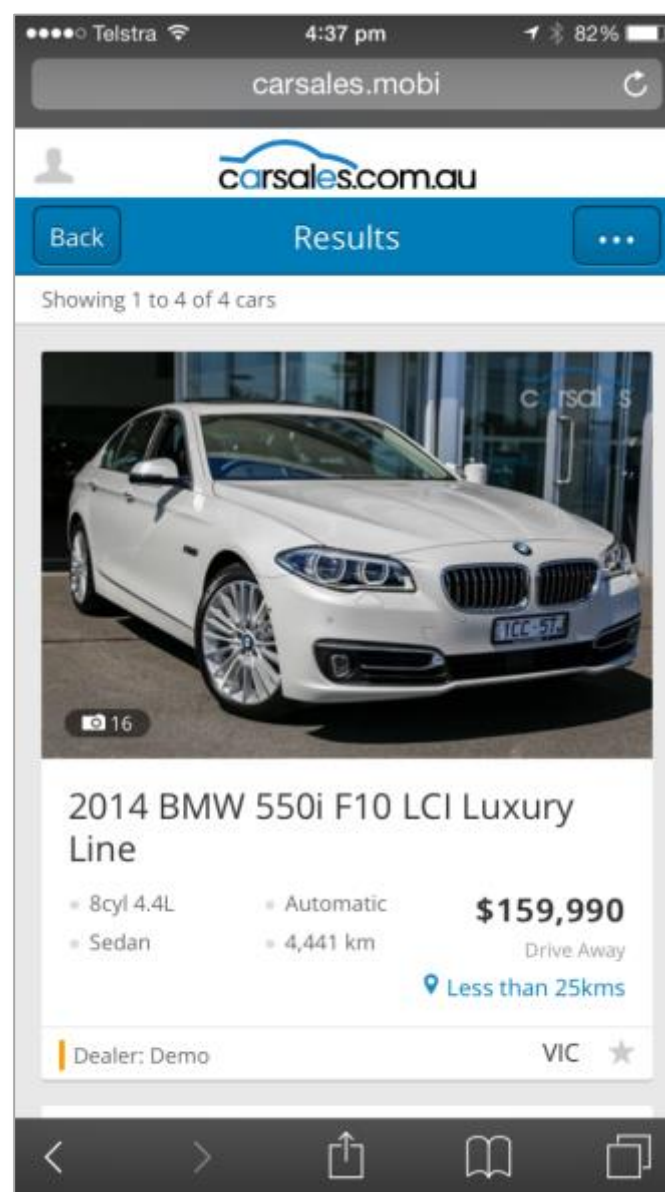 Telstra 4:37 pm 82%
carsales.mobi
carsales.com.au
Back Results ...
Showing 1 to 4 of 4 cars
carsales
16
2014 BMW 550i F10 LCI Luxury
Line
8cyl 4.4L Automatic $159,990
Sedan 4,441 km Drive Away
Less than 25kms
Dealer: Demo VIC